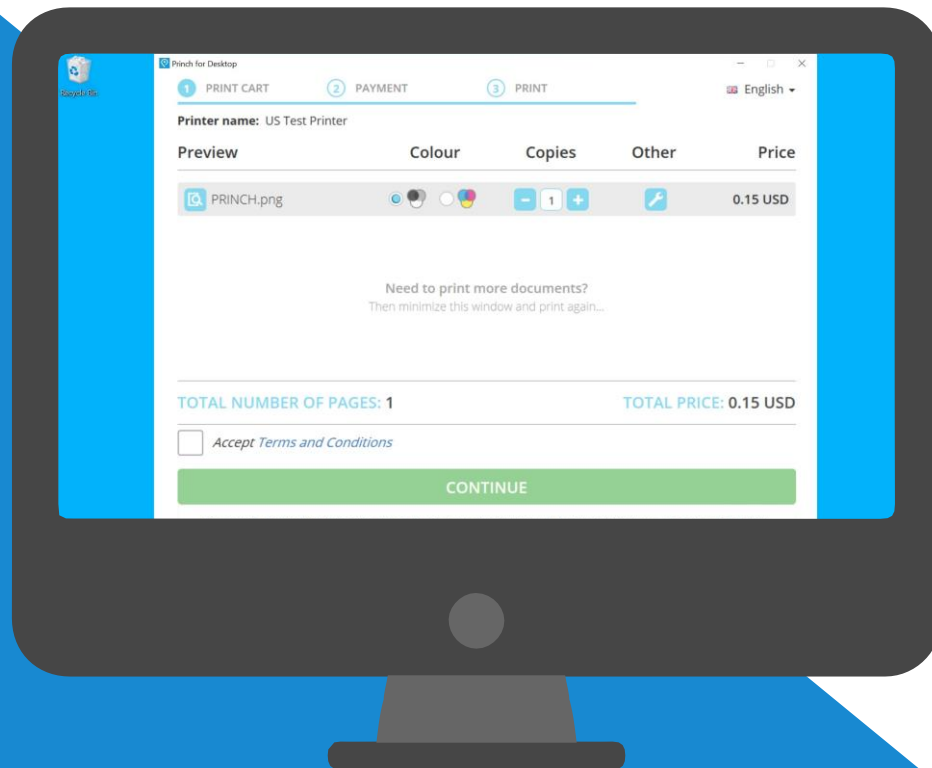 Princh for Desktop
1 PRINT CART 2 PAYMENT 3 PRINT English
Printer name: US Test Printer
Preview Colour Copies Other Price
PRINCH.png 1 0.15 USD
Need to print more documents?
Then minimize this window and print again...
TOTAL NUMBER OF PAGES: 1 TOTAL PRICE: 0.15 USD
Accept Terms and Conditions
CONTINUE
Recycle Bin